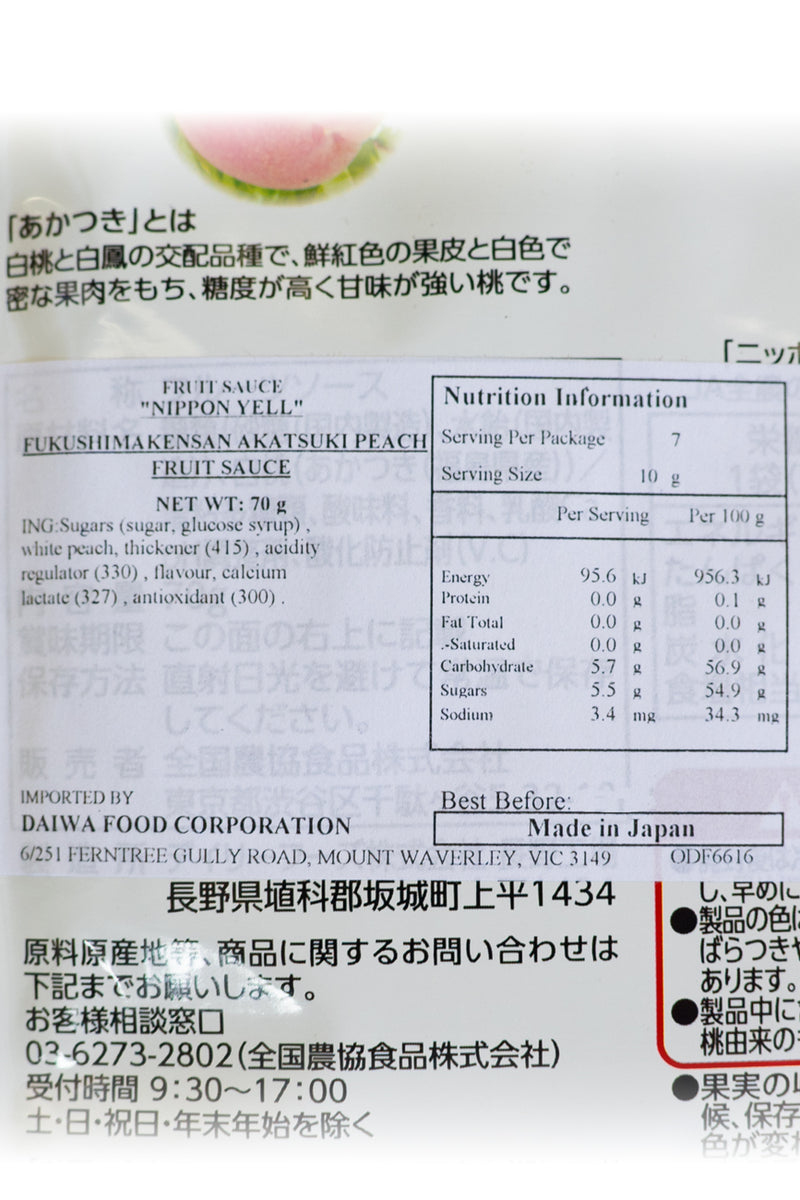 「あかつき」とは
白桃と白鳳の交配品種で、鮮紅色の果皮と白色で
密な果肉をもち、糖度が高く甘味が強い桃です。
「ニッポ
FRUIT SAUCE
"NIPPON YELL"
FUKUSHIMAKENSAN AKATSUKI PEACH
FRUIT SAUCE
NET WT: 70 g
ING:Sugars (sugar, glucose syrup) ,
white peach, thickener (415) , acidity
regulator (330) , flavour, calcium
lactate (327) , antioxidant (300) .
Nutrition Information
Serving Per Package 7
Serving Size 10 g
Per Serving Per 100 g
Energy 95.6 kJ 956.3 kJ
Protein 0.0 g 0.1 g
Fat Total 0.0 g 0.0 g
.-Saturated 0.0 g 0.0 g
Carbohydrate 5.7 g 56.9 g
Sugars 5.5 g 54.9 g
Sodium 3.4 mg 34.3 mg
賞味期限 この面の右上に記
保存方法 直射日光を避けて常温で保存
してください。
販売者 全国農協食品株式会社
IMPORTED BY
DAIWA FOOD CORPORATION
6/251 FERNTREE GULLY ROAD, MOUNT WAVERLEY, VIC 3149
Best Before:
Made in Japan
ODF6616
長野県埴科郡坂城町上平1434
原料原産地等、商品に関するお問い合わせは
下記までお願いします。
お客様相談窓口
03-6273-2802(全国農協食品株式会社)
受付時間 9:30〜17:00
土・日・祝日・年末年始を除く
し、早めに
●製品の色は
ばらつきや
あります。
●製品中に
桃由来の
●果実の
候、保存
色が変